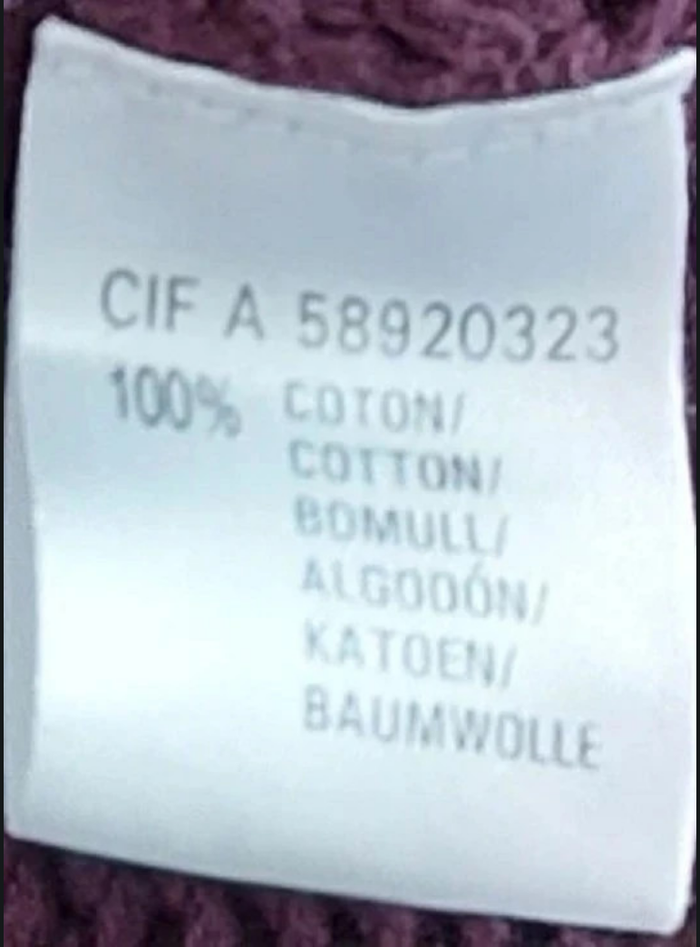 CIF A 58920323
100% COTON/
COTTON/
BOMULL/
ALGODÓN/
KATOEN/
BAUMWOLLE